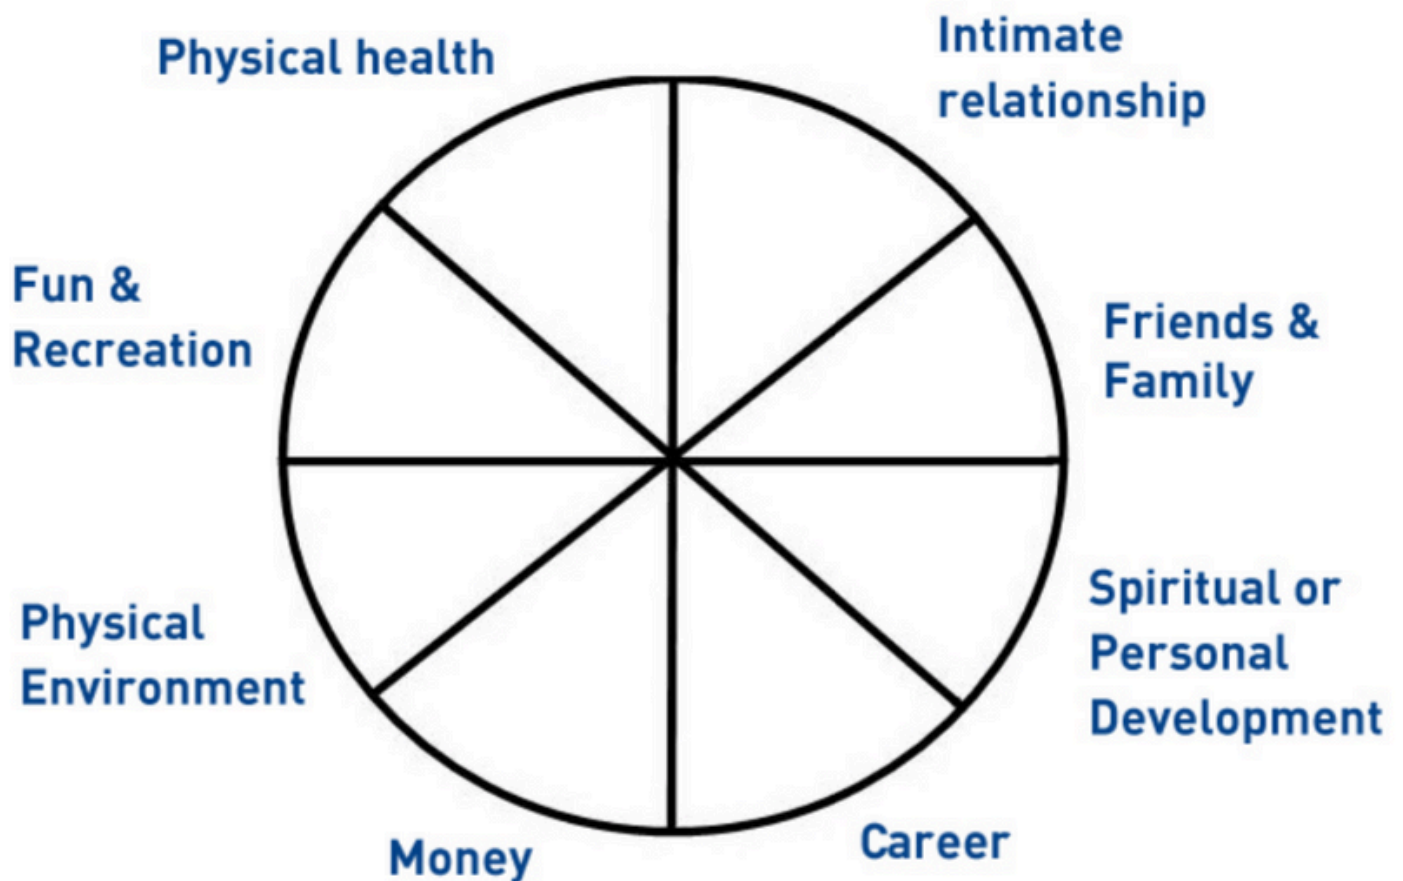 Physical health
Intimate
relationship
Fun &
Recreation
Friends &
Family
Physical
Environment
Spiritual or
Personal
Development
Money
Career